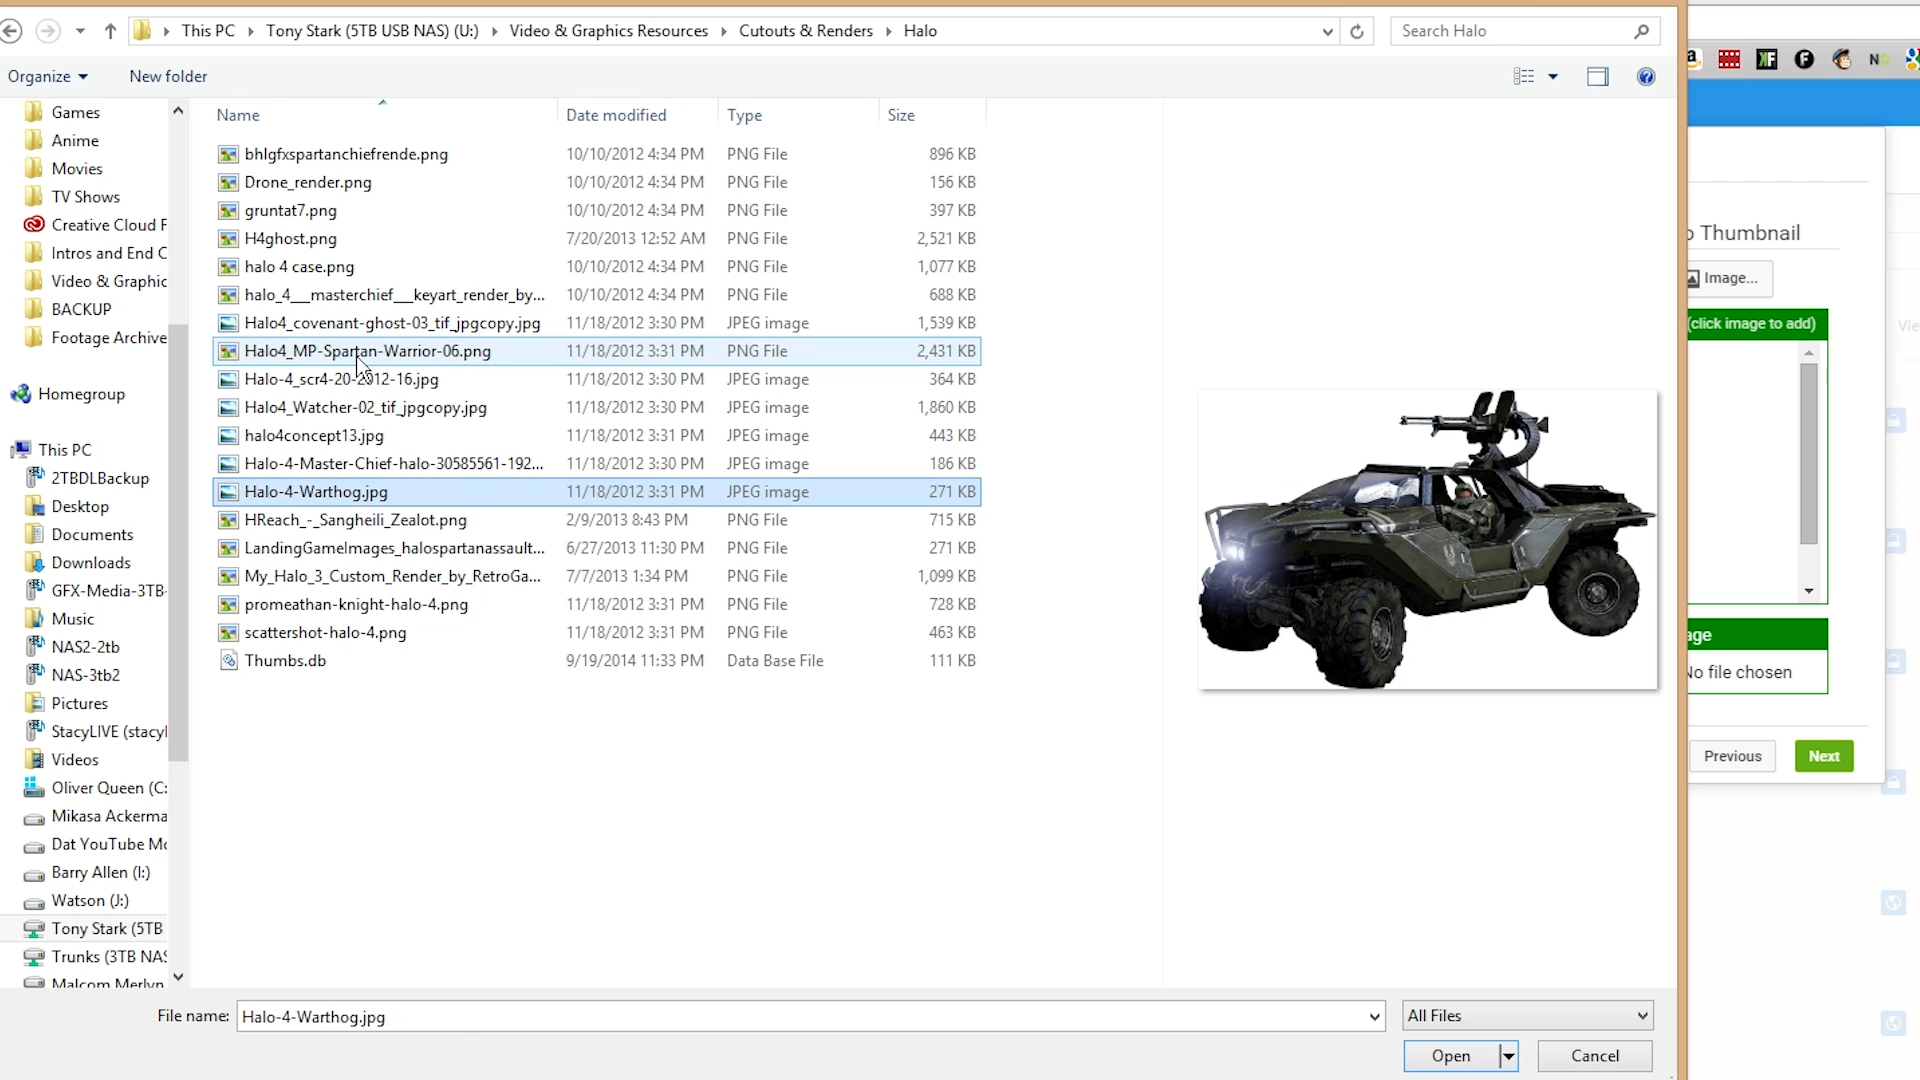 This PC
Tony Stark (5TB USB NAS) (U:)
Video & Graphics Resources
Cutouts & Renders
Halo
Search Halo
Organize
New folder
Games
Anime
Movies
TV Shows
Creative Cloud F
Intros and End C
Video & Graphic
BACKUP
Footage Archive
Homegroup
This PC
2TBDLBackup
Desktop
Documents
Downloads
GFX-Media-3TB-
Music
NAS2-2tb
NAS-3tb2
Pictures
StacyLIVE (stacyl
Videos
Oliver Queen (C:
Mikasa Ackerma
Dat YouTube Mo
Barry Allen (I:)
Watson (J:)
Tony Stark (5TB
Trunks (3TB NAS
Malcom Merlyn
Name Date modified Type Size
bhlgfxspartanchiefrende.png 10/10/2012 4:34 PM PNG File 896 KB
Drone_render.png 10/10/2012 4:34 PM PNG File 156 KB
gruntat7.png 10/10/2012 4:34 PM PNG File 397 KB
H4ghost.png 7/20/2013 12:52 AM PNG File 2,521 KB
halo 4 case.png 10/10/2012 4:34 PM PNG File 1,077 KB
halo_4___masterchief___keyart_render_by... 10/10/2012 4:34 PM PNG File 688 KB
Halo4_covenant-ghost-03_tif_jpgcopy.jpg 11/18/2012 3:30 PM JPEG image 1,539 KB
Halo4_MP-Spartan-Warrior-06.png 11/18/2012 3:31 PM PNG File 2,431 KB
Halo-4_scr4-20-2012-16.jpg 11/18/2012 3:30 PM JPEG image 364 KB
Halo4_Watcher-02_tif_jpgcopy.jpg 11/18/2012 3:30 PM JPEG image 1,860 KB
halo4concept13.jpg 11/18/2012 3:31 PM JPEG image 443 KB
Halo-4-Master-Chief-halo-30585561-192... 11/18/2012 3:30 PM JPEG image 186 KB
Halo-4-Warthog.jpg 11/18/2012 3:31 PM JPEG image 271 KB
HReach_-_Sangheili_Zealot.png 2/9/2013 8:43 PM PNG File 715 KB
LandingGameImages_halospartanassault... 6/27/2013 11:30 PM PNG File 271 KB
My_Halo_3_Custom_Render_by_RetroGa... 7/7/2013 1:34 PM PNG File 1,099 KB
promeathan-knight-halo-4.png 11/18/2012 3:31 PM PNG File 728 KB
scattershot-halo-4.png 11/18/2012 3:31 PM PNG File 463 KB
Thumbs.db 9/19/2014 11:33 PM Data Base File 111 KB
File name: Halo-4-Warthog.jpg
All Files
Open
Cancel
o Thumbnail
Image...
(click image to add)
age
No file chosen
Previous
Next
Vie